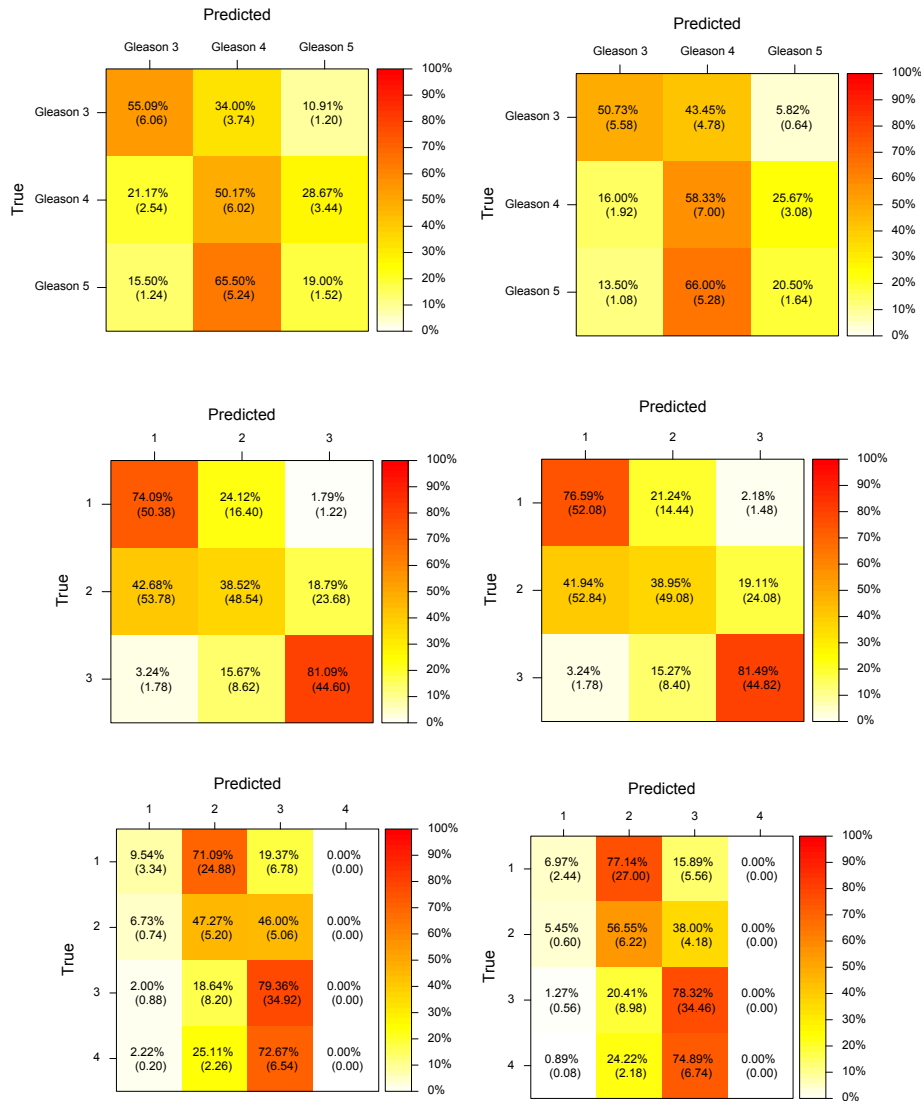 Predicted
Gleason 3 Gleason 4 Gleason 5
True
Gleason 3
Gleason 4
Gleason 5
55.09% 34.00% 10.91%
(6.06) (3.74) (1.20)
21.17% 50.17% 28.67%
(2.54) (6.02) (3.44)
15.50% 65.50% 19.00%
(1.24) (5.24) (1.52)
100%
90%
80%
70%
60%
50%
40%
30%
20%
10%
0%
Predicted
Gleason 3 Gleason 4 Gleason 5
True
Gleason 3
Gleason 4
Gleason 5
50.73% 43.45% 5.82%
(5.58) (4.78) (0.64)
16.00% 58.33% 25.67%
(1.92) (7.00) (3.08)
13.50% 66.00% 20.50%
(1.08) (5.28) (1.64)
100%
90%
80%
70%
60%
50%
40%
30%
20%
10%
0%
Predicted
1 2 3
True
1
2
3
74.09% 24.12% 1.79%
(50.38) (16.40) (1.22)
42.68% 38.52% 18.79%
(53.78) (48.54) (23.68)
3.24% 15.67% 81.09%
(1.78) (8.62) (44.60)
100%
90%
80%
70%
60%
50%
40%
30%
20%
10%
0%
Predicted
1 2 3
True
1
2
3
76.59% 21.24% 2.18%
(52.08) (14.44) (1.48)
41.94% 38.95% 19.11%
(52.84) (49.08) (24.08)
3.24% 15.27% 81.49%
(1.78) (8.40) (44.82)
100%
90%
80%
70%
60%
50%
40%
30%
20%
10%
0%
Predicted
1 2 3 4
True
1
2
3
4
9.54% 71.09% 19.37% 0.00%
(3.34) (24.88) (6.78) (0.00)
6.73% 47.27% 46.00% 0.00%
(0.74) (5.20) (5.06) (0.00)
2.00% 18.64% 79.36% 0.00%
(0.88) (8.20) (34.92) (0.00)
2.22% 25.11% 72.67% 0.00%
(0.20) (2.26) (6.54) (0.00)
100%
90%
80%
70%
60%
50%
40%
30%
20%
10%
0%
Predicted
1 2 3 4
True
1
2
3
4
6.97% 77.14% 15.89% 0.00%
(2.44) (27.00) (5.56) (0.00)
5.45% 56.55% 38.00% 0.00%
(0.60) (6.22) (4.18) (0.00)
1.27% 20.41% 78.32% 0.00%
(0.56) (8.98) (34.46) (0.00)
0.89% 24.22% 74.89% 0.00%
(0.08) (2.18) (6.74) (0.00)
100%
90%
80%
70%
60%
50%
40%
30%
20%
10%
0%